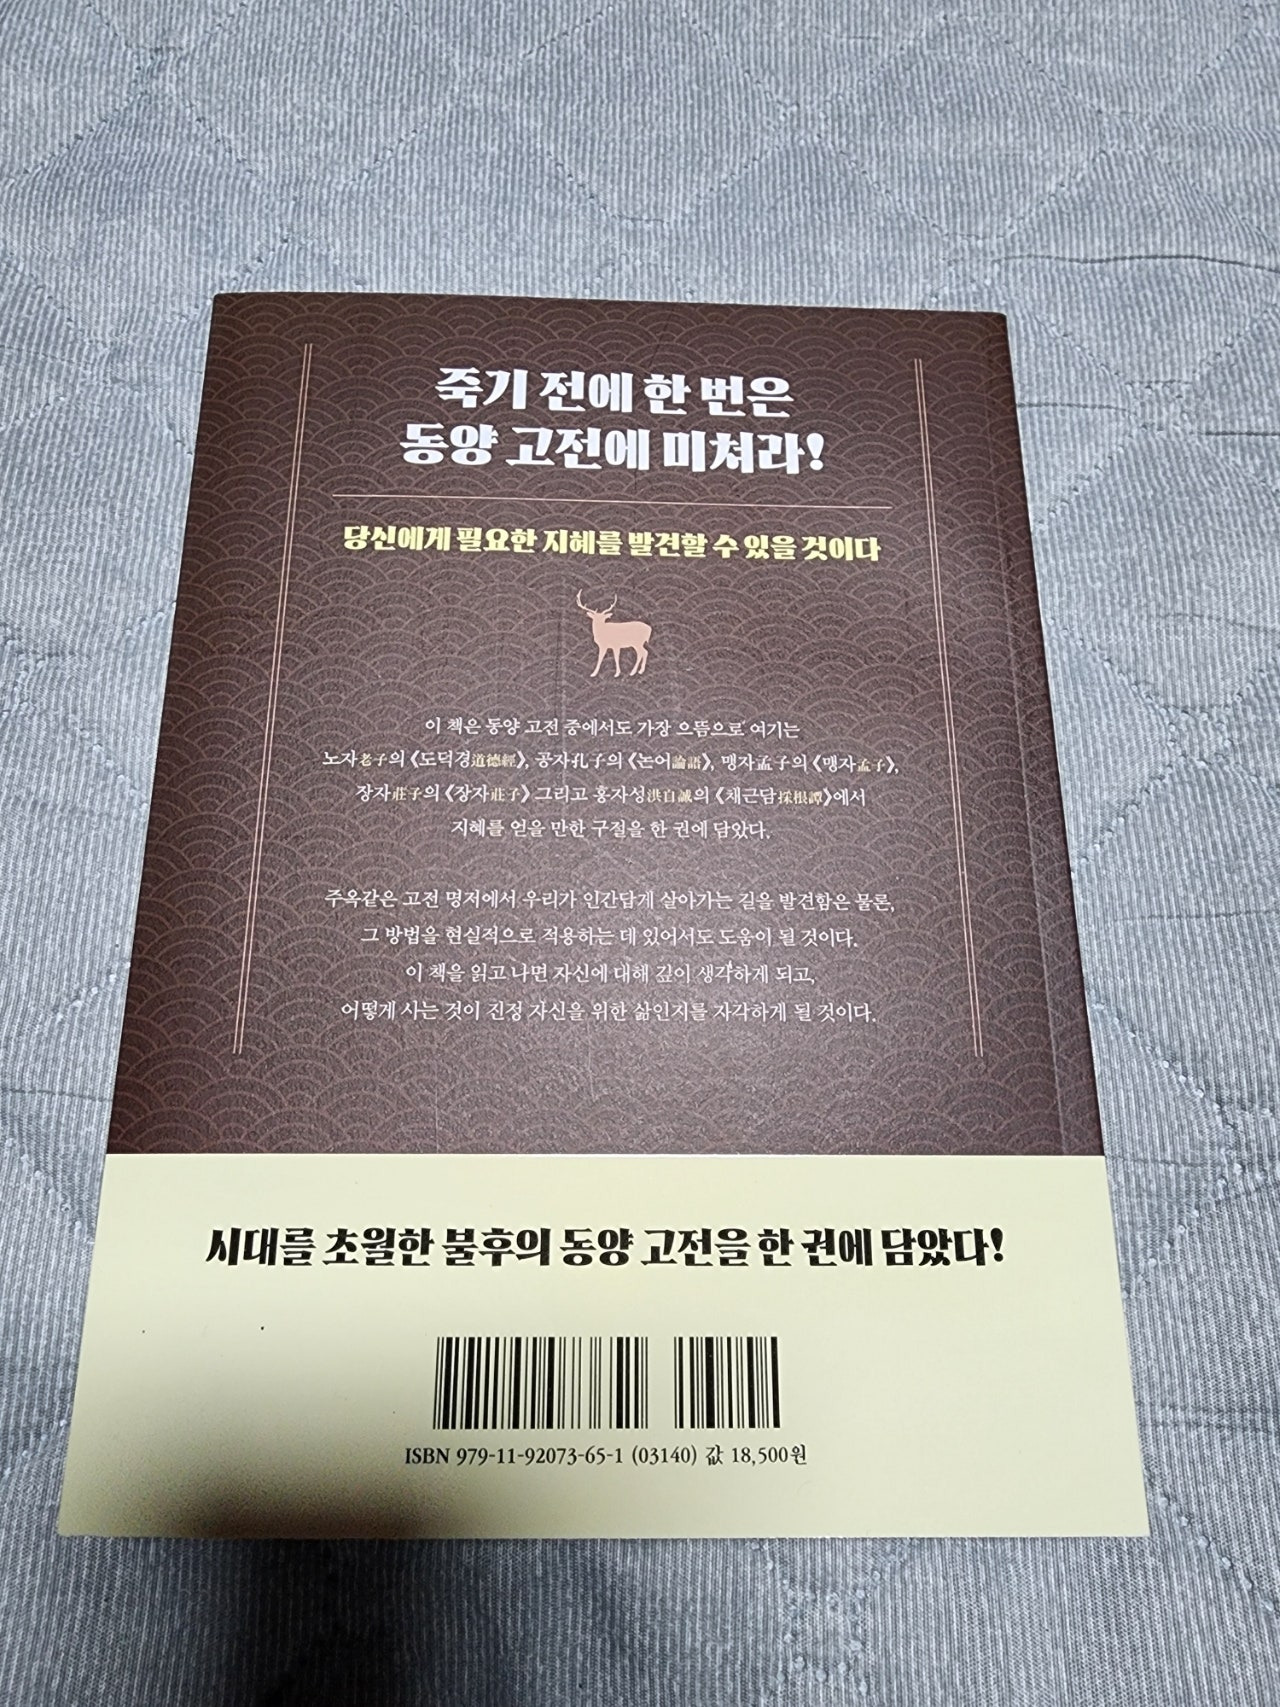 죽기 전에 한 번은
동양 고전에 미쳐라!
당신에게 필요한 지혜를 발견할 수 있을 것이다
이 책은 동양 고전 중에서도 가장 으뜸으로 여기는
노자老子의 《도덕경道德經》, 공자孔子의 《논어論語》, 맹자孟子의 《맹자孟子》,
장자莊子의 《장자莊子》 그리고 홍자성洪自誠의 《채근담採根譚》에서
지혜를 얻을 만한 구절을 한 권에 담았다.
주옥같은 고전 명저에서 우리가 인간답게 살아가는 길을 발견함은 물론,
그 방법을 현실적으로 적용하는 데 있어서도 도움이 될 것이다.
이 책을 읽고 나면 자신에 대해 깊이 생각하게 되고,
어떻게 사는 것이 진정 자신을 위한 삶인지를 자각하게 될 것이다.
시대를 초월한 불후의 동양 고전을 한 권에 담았다!
ISBN 979-11-92073-65-1 (03140) 값 18,500원